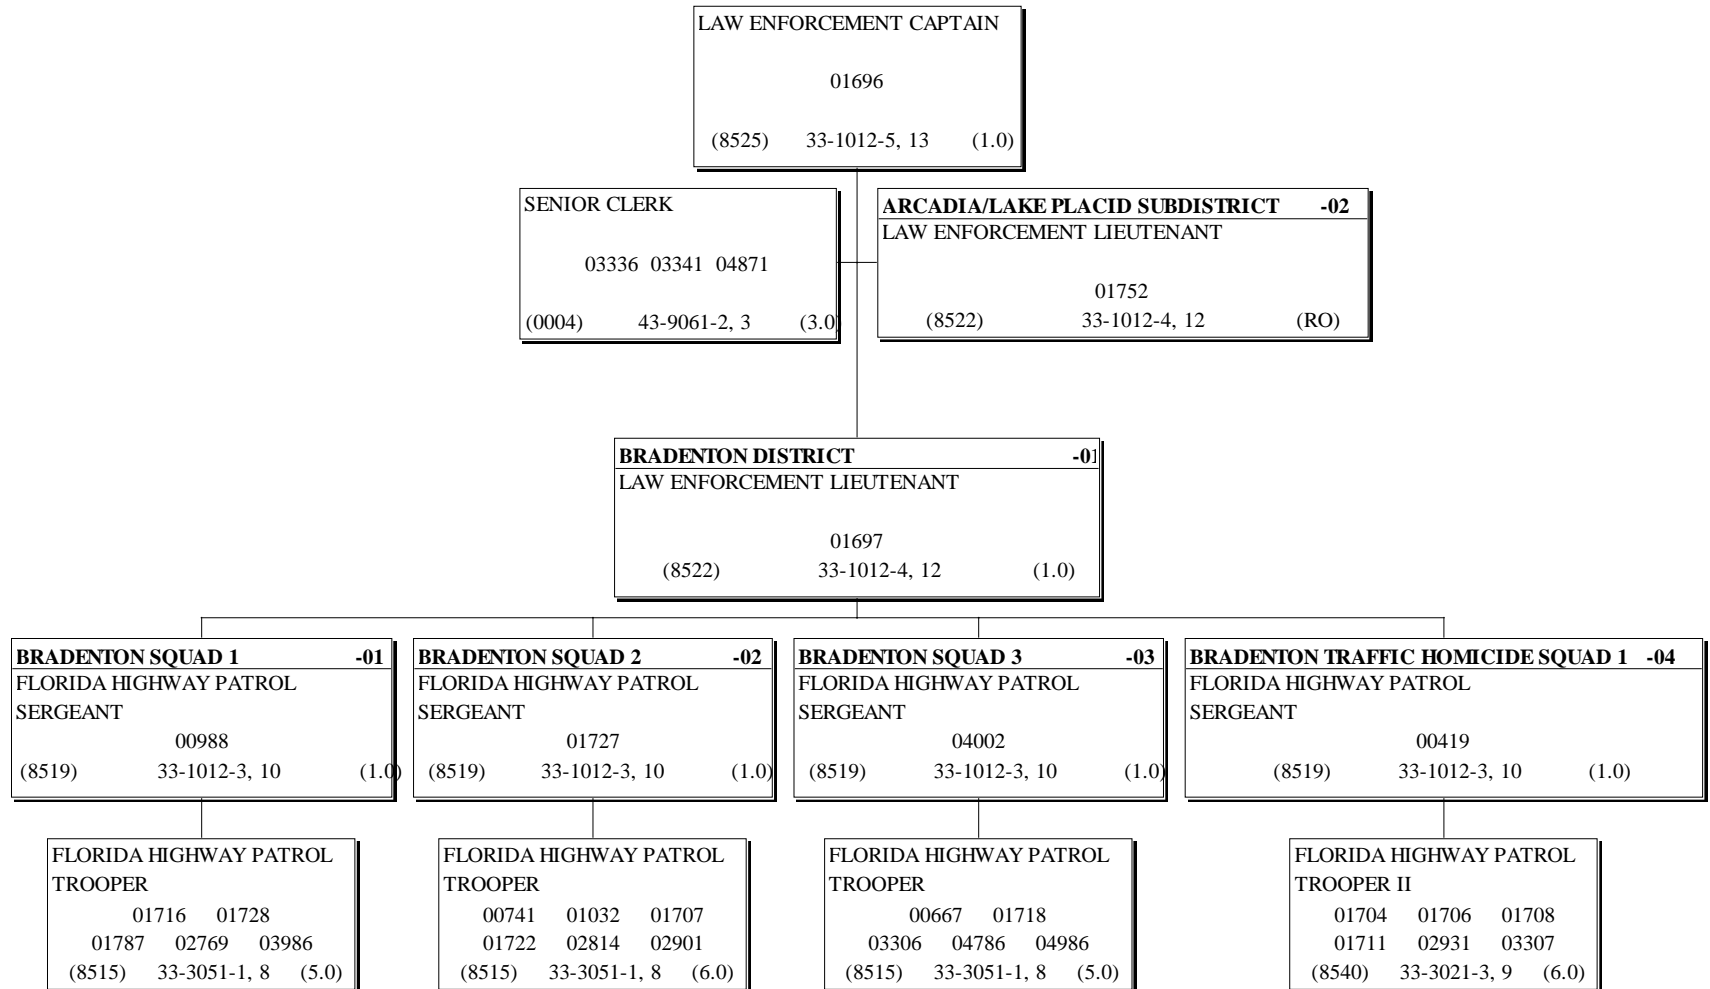 LAW ENFORCEMENT CAPTAIN
01696
(8525) 33-1012-5, 13 (1.0)
SENIOR CLERK
03336 03341 04871
(0004) 43-9061-2, 3 (3.0)
ARCADIA/LAKE PLACID SUBDISTRICT -02
LAW ENFORCEMENT LIEUTENANT
01752
(8522) 33-1012-4, 12 (RO)
BRADENTON DISTRICT -01
LAW ENFORCEMENT LIEUTENANT
01697
(8522) 33-1012-4, 12 (1.0)
BRADENTON SQUAD 1 -01
FLORIDA HIGHWAY PATROL
SERGEANT
00988
(8519) 33-1012-3, 10 (1.0)
BRADENTON SQUAD 2 -02
FLORIDA HIGHWAY PATROL
SERGEANT
01727
(8519) 33-1012-3, 10 (1.0)
BRADENTON SQUAD 3 -03
FLORIDA HIGHWAY PATROL
SERGEANT
04002
(8519) 33-1012-3, 10 (1.0)
BRADENTON TRAFFIC HOMICIDE SQUAD 1 -04
FLORIDA HIGHWAY PATROL
SERGEANT
00419
(8519) 33-1012-3, 10 (1.0)
FLORIDA HIGHWAY PATROL
TROOPER
01716 01728
01787 02769 03986
(8515) 33-3051-1, 8 (5.0)
FLORIDA HIGHWAY PATROL
TROOPER
00741 01032 01707
01722 02814 02901
(8515) 33-3051-1, 8 (6.0)
FLORIDA HIGHWAY PATROL
TROOPER
00667 01718
03306 04786 04986
(8515) 33-3051-1, 8 (5.0)
FLORIDA HIGHWAY PATROL
TROOPER II
01704 01706 01708
01711 02931 03307
(8540) 33-3021-3, 9 (6.0)